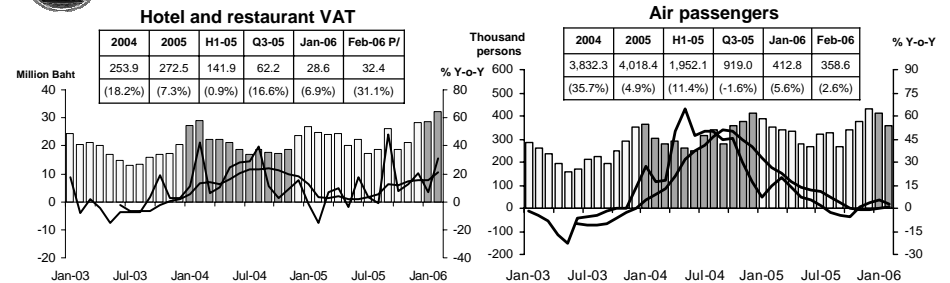 Hotel and restaurant VAT
2004 2005 H1-05 Q3-05 Jan-06 Feb-06 P/
253.9 272.5 141.9 62.2 28.6 32.4
(18.2%) (7.3%) (0.9%) (16.6%) (6.9%) (31.1%)
Million Baht
% Y-o-Y
40
30
20
10
0
-10
-20
80
60
40
20
0
-20
-40
Jan-03 Jul-03 Jan-04 Jul-04 Jan-05 Jul-05 Jan-06
Air passengers
Thousand
persons
2004 2005 H1-05 Q3-05 Jan-06 Feb-06
3,832.3 4,018.4 1,952.1 919.0 412.8 358.6
(35.7%) (4.9%) (11.4%) (-1.6%) (5.6%) (2.6%)
% Y-o-Y
600
500
400
300
200
100
0
-100
-200
90
75
60
45
30
15
0
-15
-30
Jan-03 Jul-03 Jan-04 Jul-04 Jan-05 Jul-05 Jan-06